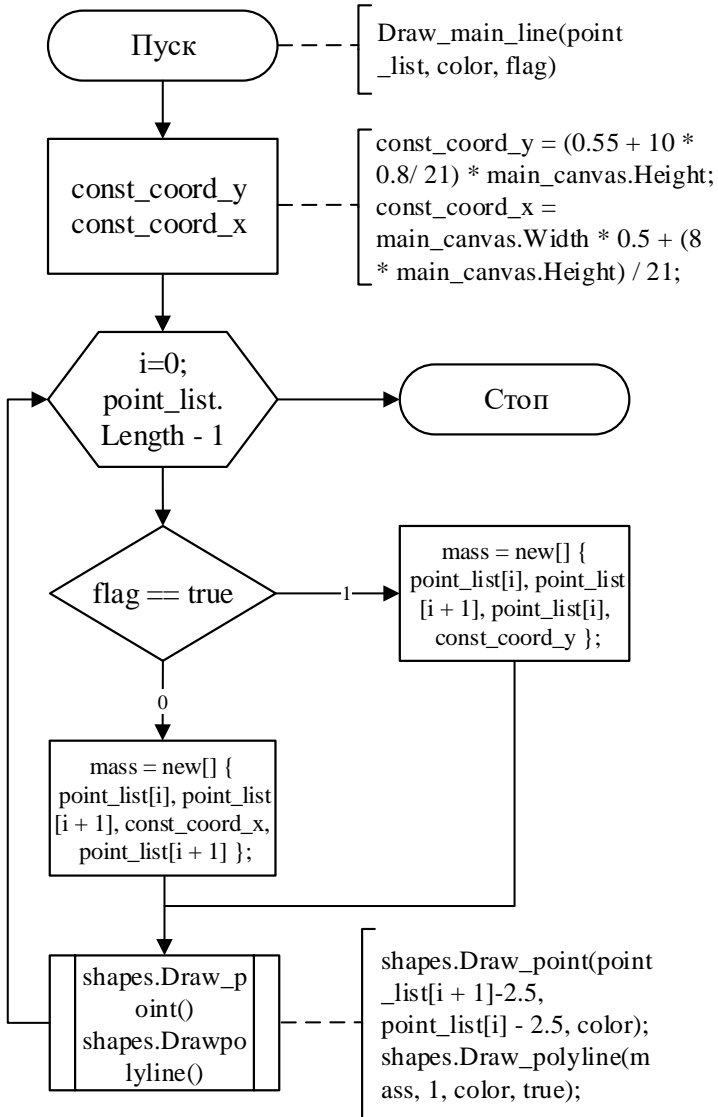 Пуск
Draw_main_line(point
_list, color, flag)
const_coord_y
const_coord_x
const_coord_y = (0.55 + 10 *
0.8/ 21) * main_canvas.Height;
const_coord_x =
main_canvas.Width * 0.5 + (8
* main_canvas.Height) / 21;
i=0;
point_list.
Length - 1
Стоп
flag == true
1
mass = new[] {
point_list[i], point_list
[i + 1], point_list[i],
const_coord_y };
0
mass = new[] {
point_list[i], point_list
[i + 1], const_coord_x,
point_list[i + 1] };
shapes.Draw_p
oint()
shapes.Drawpo
lyline()
shapes.Draw_point(point
_list[i + 1]-2.5,
point_list[i] - 2.5, color);
shapes.Draw_polyline(m
ass, 1, color, true);